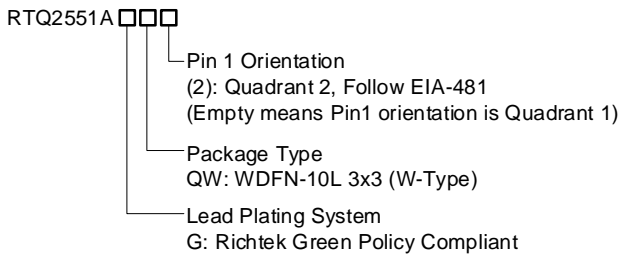 RTQ2551A □□□
Pin 1 Orientation
(2): Quadrant 2, Follow EIA-481
(Empty means Pin1 orientation is Quadrant 1)
Package Type
QW: WDFN-10L 3x3 (W-Type)
Lead Plating System
G: Richtek Green Policy Compliant